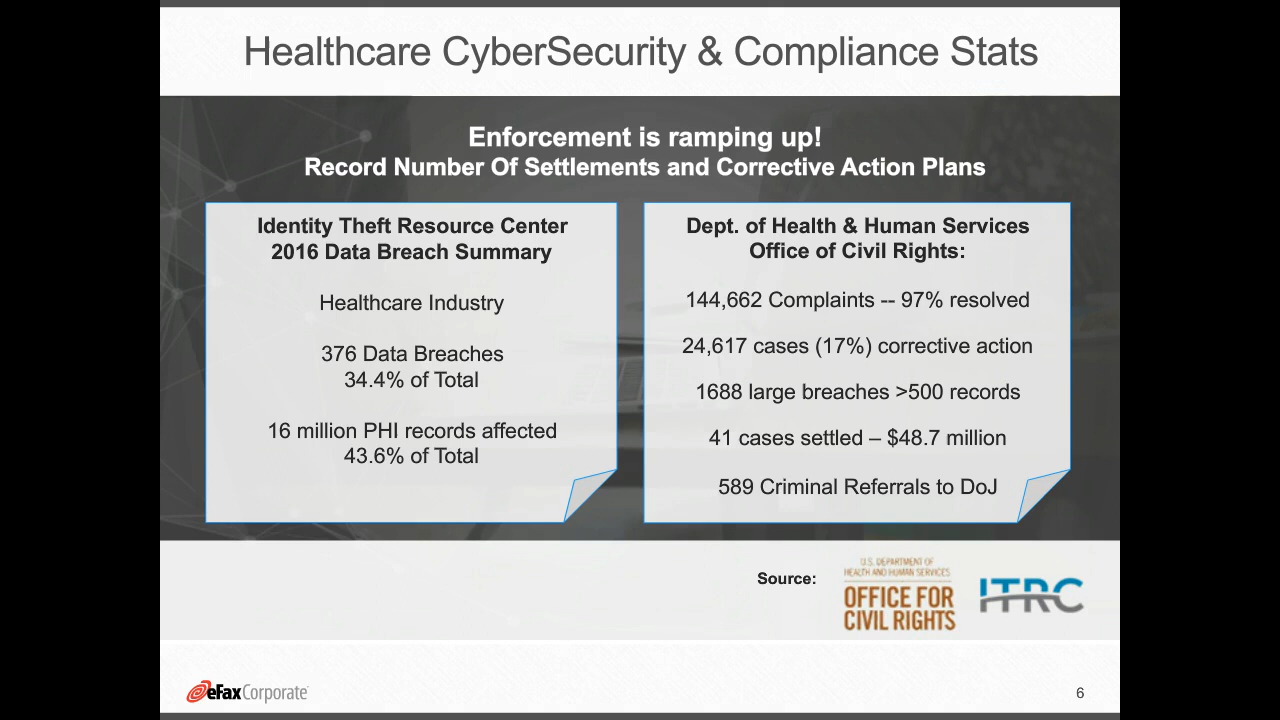 Healthcare CyberSecurity & Compliance Stats
Enforcement is ramping up!
Record Number Of Settlements and Corrective Action Plans
Identity Theft Resource Center
2016 Data Breach Summary
Healthcare Industry
376 Data Breaches
34.4% of Total
16 million PHI records affected
43.6% of Total
Dept. of Health & Human Services
Office of Civil Rights:
144,662 Complaints -- 97% resolved
24,617 cases (17%) corrective action
1688 large breaches >500 records
41 cases settled – $48.7 million
589 Criminal Referrals to DoJ
Source:
U.S. DEPARTMENT OF
HEALTH AND HUMAN SERVICES
OFFICE FOR
CIVIL RIGHTS
ITRC
eFax Corporate
6